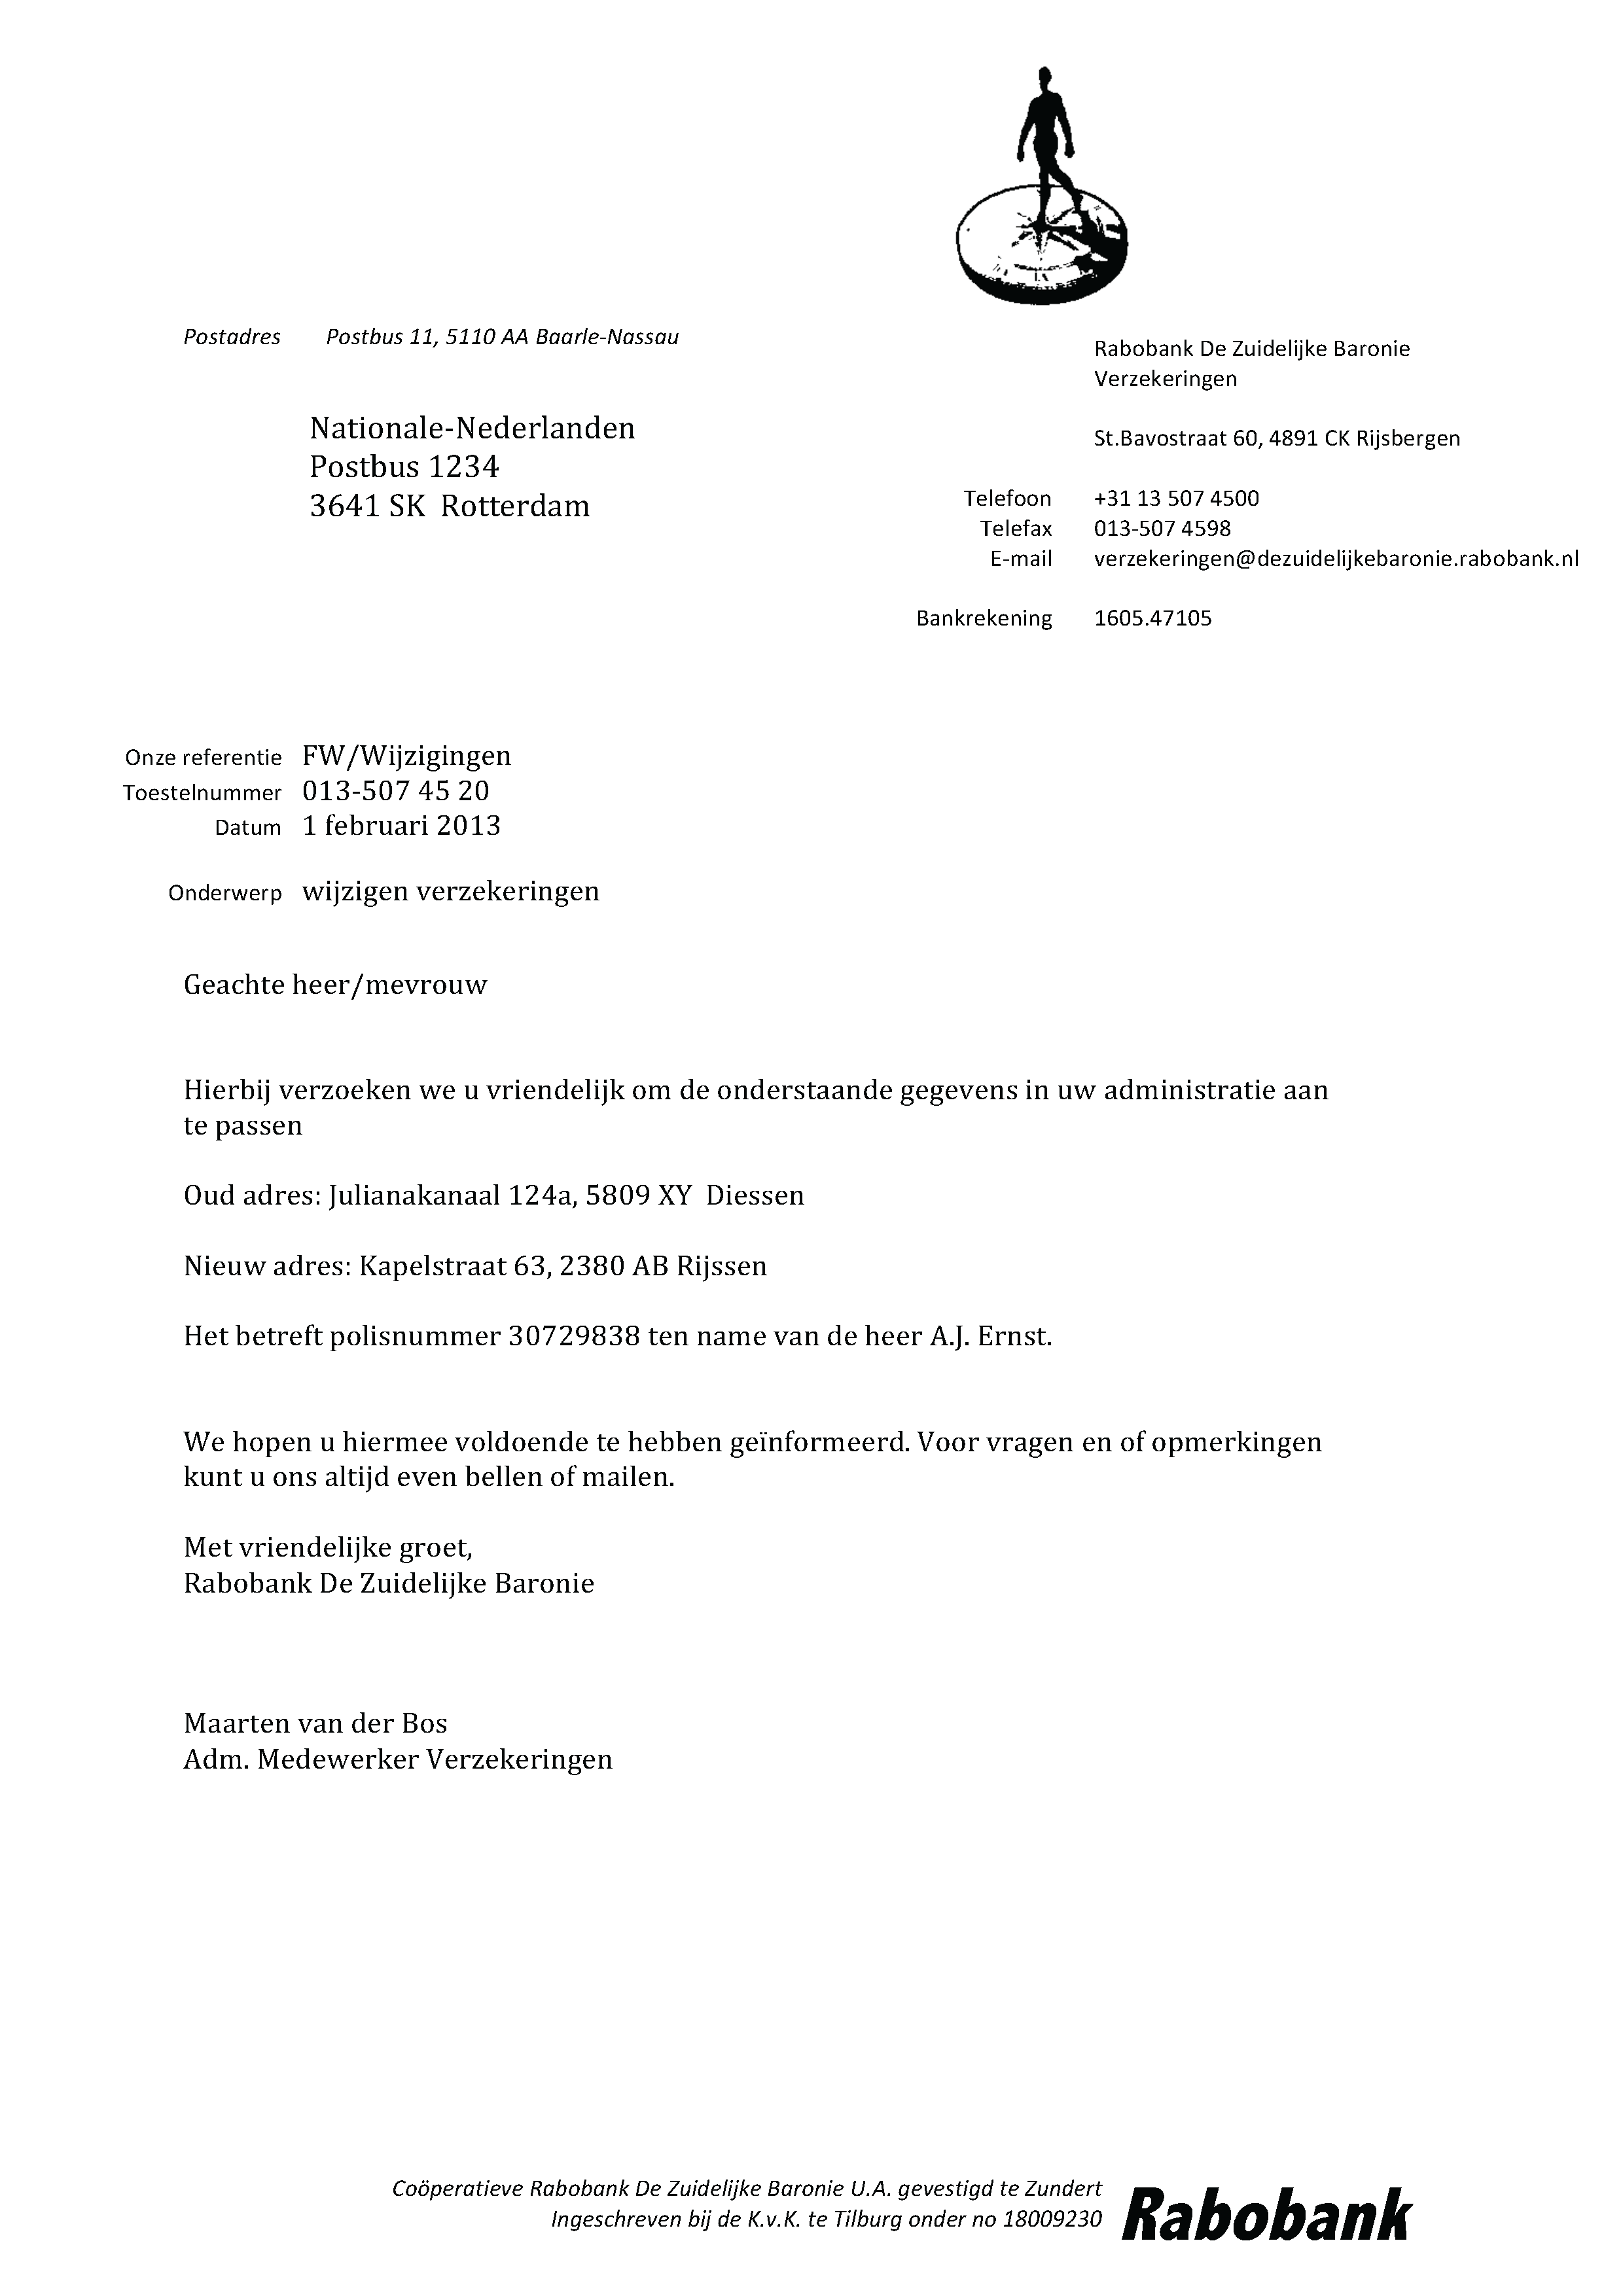 Postadres Postbus 11, 5110 AA Baarle-Nassau
Rabobank De Zuidelijke Baronie
Verzekeringen
Nationale-Nederlanden
Postbus 1234
3641 SK  Rotterdam
St.Bavostraat 60, 4891 CK Rijsbergen
Telefoon +31 13 507 4500
Telefax 013-507 4598
E-mail verzekeringen@dezuidelijkebaronie.rabobank.nl
Bankrekening 1605.47105
Onze referentie FW/Wijzigingen
Toestelnummer 013-507 45 20
Datum 1 februari 2013
Onderwerp wijzigen verzekeringen
Geachte heer/mevrouw
Hierbij verzoeken we u vriendelijk om de onderstaande gegevens in uw administratie aan
te passen
Oud adres: Julianakanaal 124a, 5809 XY  Diessen
Nieuw adres: Kapelstraat 63, 2380 AB Rijssen
Het betreft polisnummer 30729838 ten name van de heer A.J. Ernst.
We hopen u hiermee voldoende te hebben geïnformeerd. Voor vragen en of opmerkingen
kunt u ons altijd even bellen of mailen.
Met vriendelijke groet,
Rabobank De Zuidelijke Baronie
Maarten van der Bos
Adm. Medewerker Verzekeringen
Coöperatieve Rabobank De Zuidelijke Baronie U.A. gevestigd te Zundert
Ingeschreven bij de K.v.K. te Tilburg onder no 18009230
Rabobank